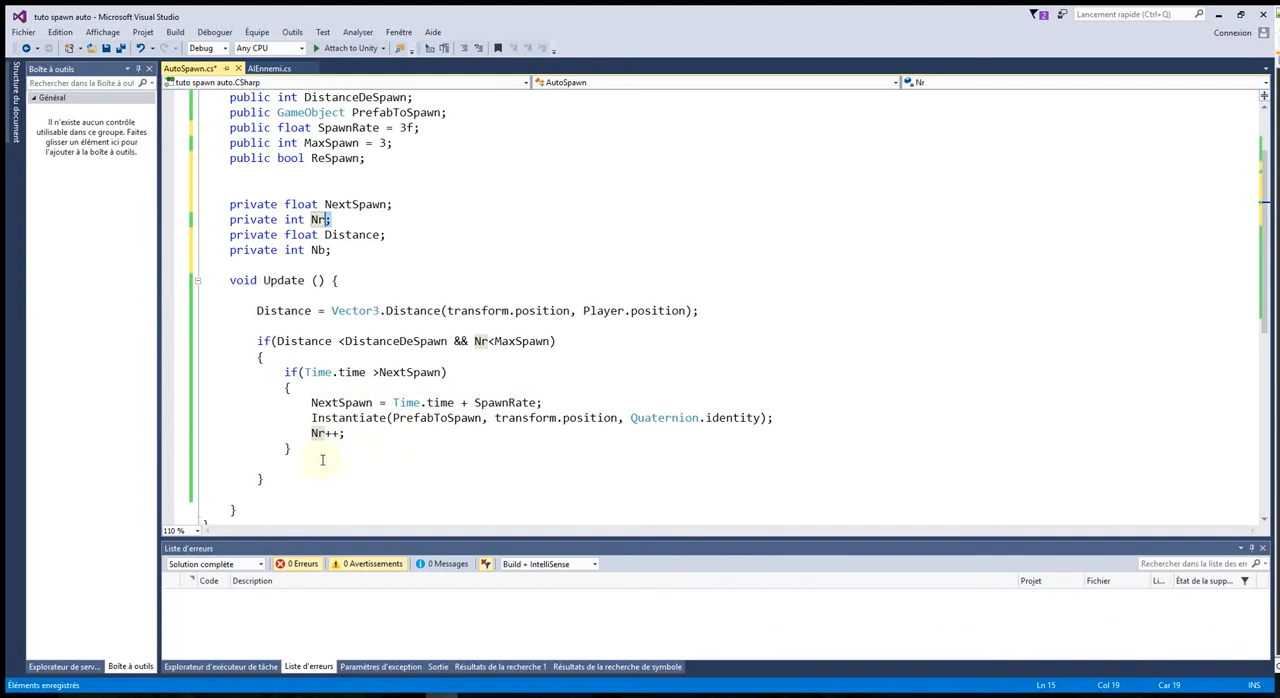 tuto spawn auto - Microsoft Visual Studio
2
Lancement rapide (Ctrl+Q)
Fichier Edition Affichage Projet Build Déboguer Équipe Outils Test Analyser Fenêtre Aide
Connexion
Debug Any CPU Attach to Unity
Structure du document
Boîte à outils
AutoSpawn.cs* AIEnnemi.cs
Rechercher dans la Boîte à out
tuto spawn auto.CSharp AutoSpawn Nr
Général
Il n'existe aucun contrôle
utilisable dans ce groupe. Faites
glisser un élément ici pour
l'ajouter à la boîte à outils.
public int DistanceDeSpawn;
public GameObject PrefabToSpawn;
public float SpawnRate = 3f;
public int MaxSpawn = 3;
public bool ReSpawn;
private float NextSpawn;
private int Nr;
private float Distance;
private int Nb;
void Update () {
Distance = Vector3.Distance(transform.position, Player.position);
if(Distance <DistanceDeSpawn && Nr<MaxSpawn)
{
if(Time.time >NextSpawn)
{
NextSpawn = Time.time + SpawnRate;
Instantiate(PrefabToSpawn, transform.position, Quaternion.identity);
Nr++;
}
}
}
}
110 %
Liste d'erreurs
Solution complète 0 Erreurs 0 Avertissements 0 Messages Build + IntelliSense Rechercher dans la liste des err
Code Description Projet Fichier Li... État de la supp...
Explorateur de serv... Boîte à outils Explorateur d'exécuteur de tâche Liste d'erreurs Paramètres d'exception Sortie Résultats de la recherche 1 Résultats de la recherche de symbole
Éléments enregistrés Ln 15 Col 19 Car 19 INS